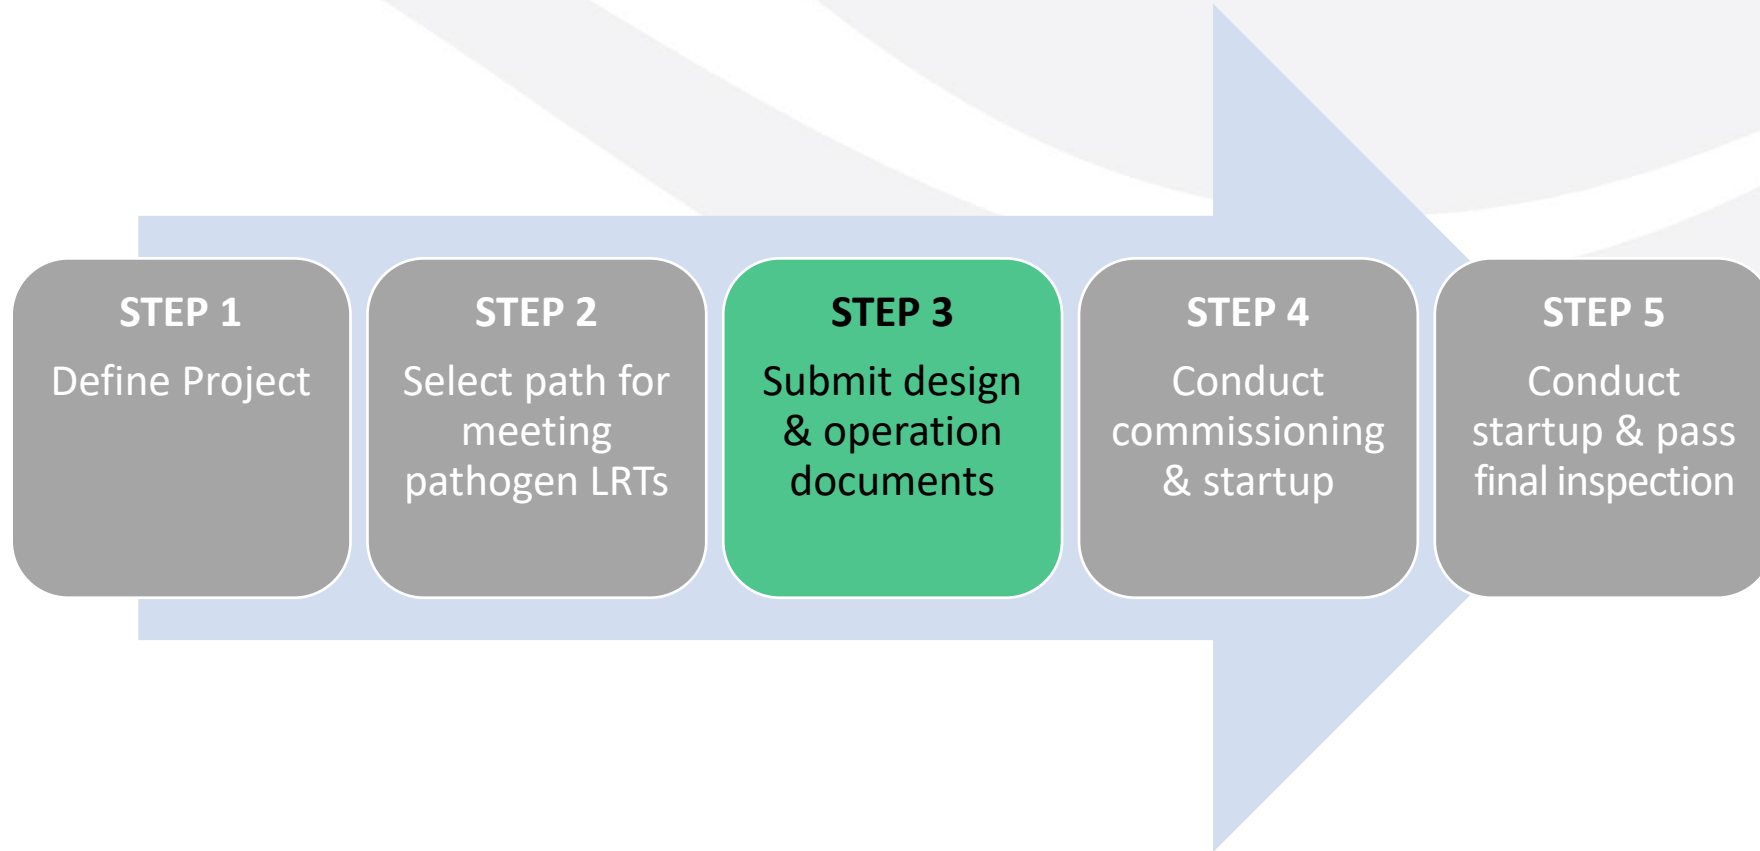 STEP 1
Define Project
STEP 2
Select path for
meeting
pathogen LRTs
STEP 3
Submit design
& operation
documents
STEP 4
Conduct
commissioning
& startup
STEP 5
Conduct
startup & pass
final inspection